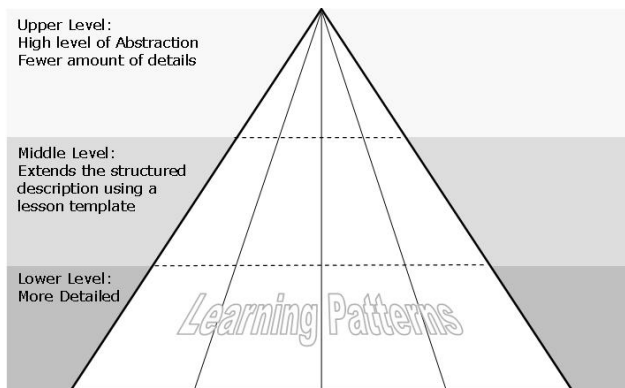 Upper Level:
High level of Abstraction
Fewer amount of details
Middle Level:
Extends the structured
description using a
lesson template
Lower Level:
More Detailed
Learning Patterns